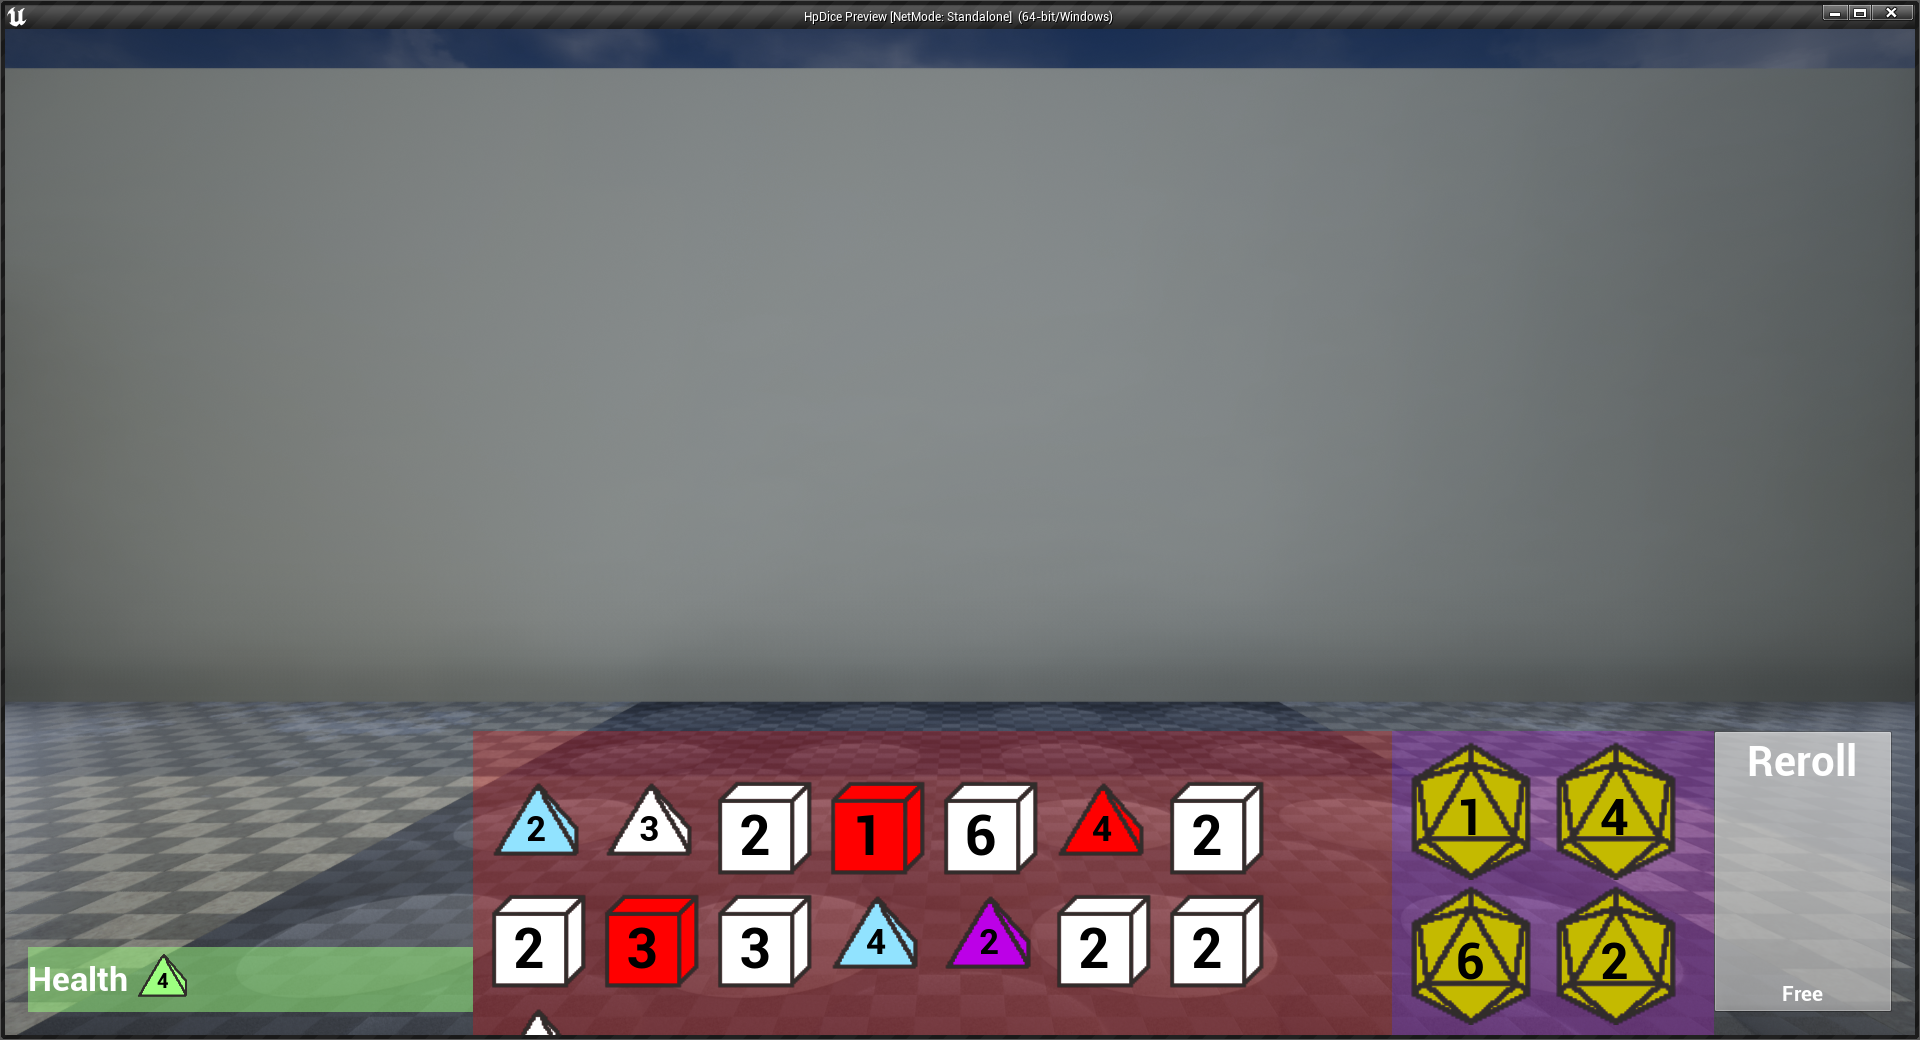 HpDice Preview [NetMode: Standalone] (64-bit/Windows)
2 3 2 1 6 4 2
2 3 3 4 2 2 2
Health 4
1 4
6 2
Reroll
Free